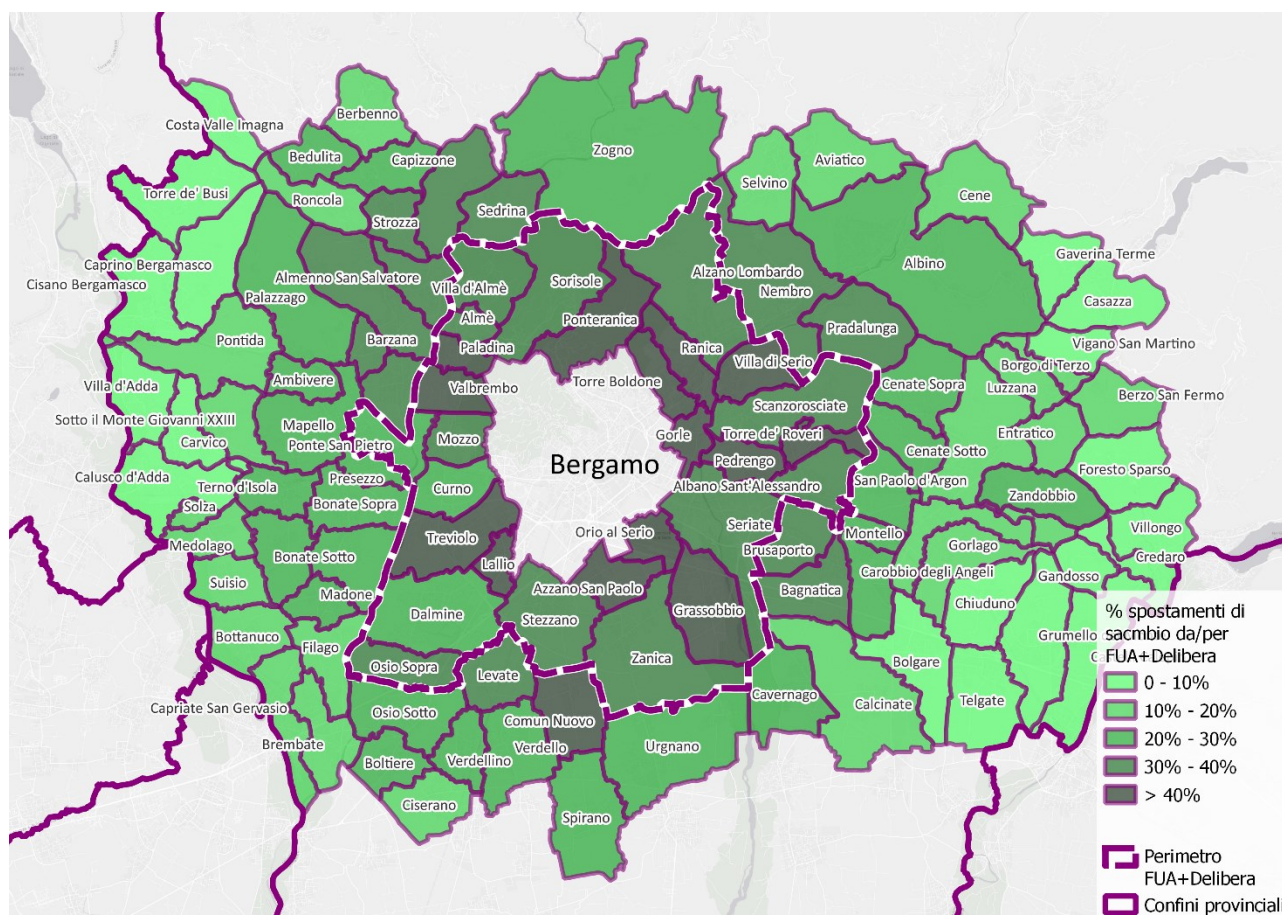 Berbenno
Costa Valle Imagna
Zogno
Bedulita
Capizzone
Aviatico
Selvino
Torre de' Busi
Roncola
Cene
Strozza
Sedrina
Gaverina Terme
Caprino Bergamasco
Almenno San Salvatore
Alzano Lombardo
Albino
Cisano Bergamasco
Villa d'Almè
Sorisole
Nembro
Palazzago
Casazza
Almè
Ponteranica
Pradalunga
Pontida
Barzana
Paladina
Ranica
Vigano San Martino
Villa di Serio
Borgo di Terzo
Ambivere
Valbrembo
Torre Boldone
Cenate Sopra
Luzzana
Villa d'Adda
Berzo San Fermo
Scanzorosciate
Sotto il Monte Giovanni XXIII
Mapello
Entratico
Ponte San Pietro
Mozzo
Gorle
Torre de' Roveri
Carvico
Cenate Sotto
Bergamo
Pedrengo
Foresto Sparso
Calusco d'Adda
Terno d'Isola
Presezzo
Curno
Albano Sant'Alessandro
San Paolo d'Argon
Solza
Bonate Sopra
Zandobbio
Treviolo
Orio al Serio
Seriate
Montello
Villongo
Medolago
Bonate Sotto
Lallio
Brusaporto
Gorlago
Credaro
Suisio
Azzano San Paolo
Carobbio degli Angeli
Gandosso
Madone
Dalmine
Grassobbio
Bagnatica
Chiuduno
Bottanuco
Stezzano
Filago
Osio Sopra
Zanica
Grumello
Bolgare
Levate
Cavernago
Capriate San Gervasio
Osio Sotto
Calcinate
Telgate
Comun Nuovo
Brembate
Verdello
Urgnano
Boltiere
Verdellino
Ciserano
Spirano
% spostamenti di
sacmbio da/per
FUA+Delibera
0 - 10%
10% - 20%
20% - 30%
30% - 40%
> 40%
Perimetro
FUA+Delibera
Confini provincial